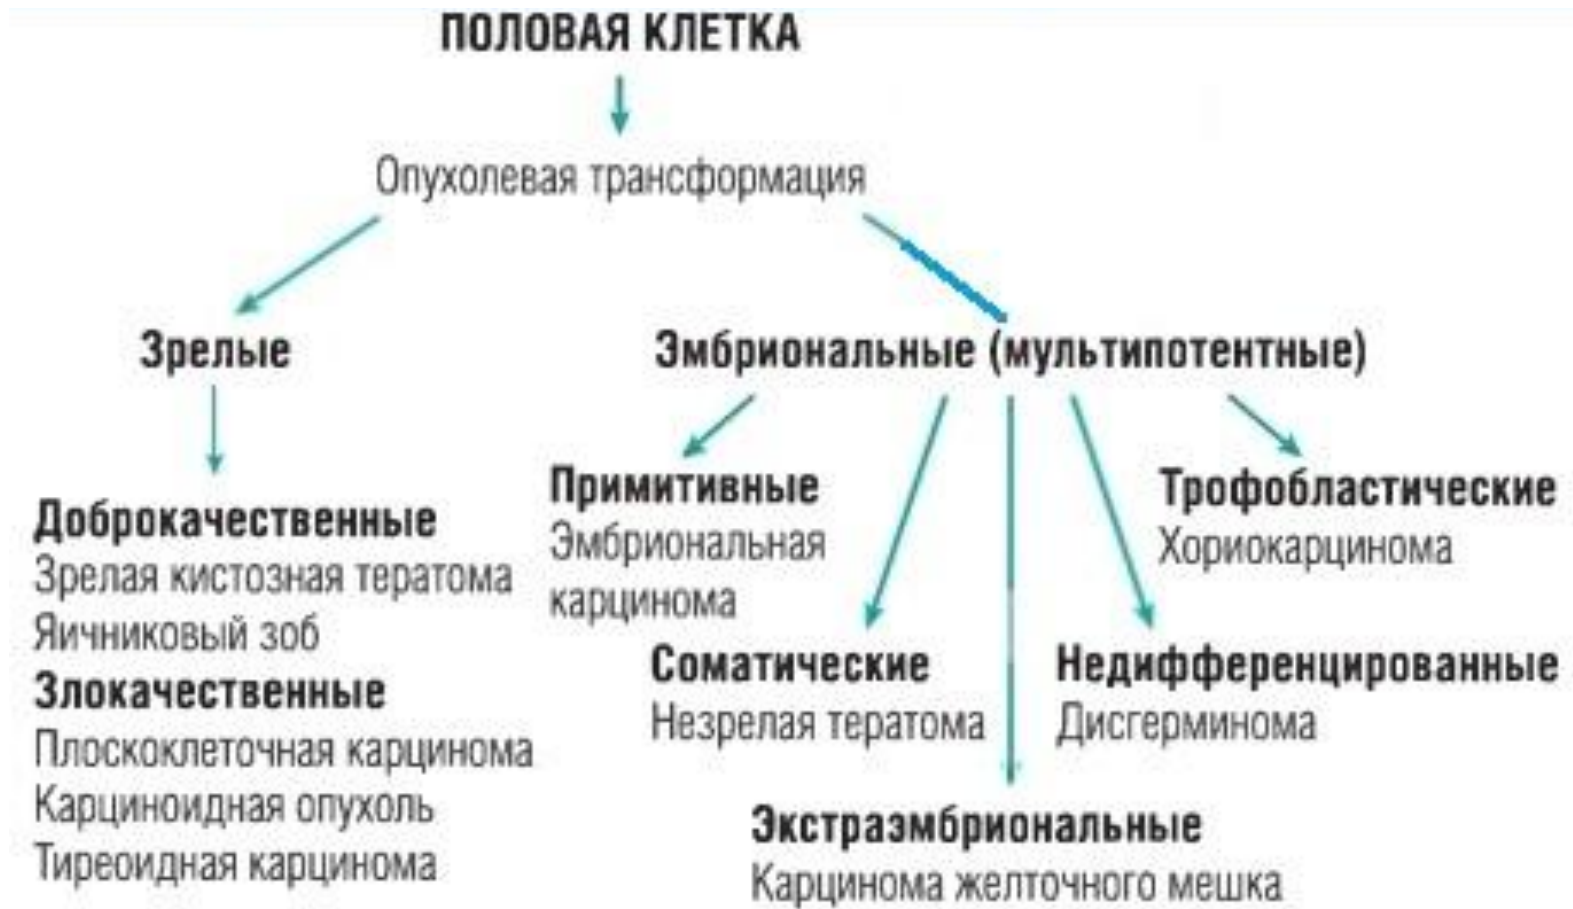 ПОЛОВАЯ КЛЕТКА
Опухолевая трансформация
Зрелые
Эмбриональные (мультипотентные)
Доброкачественные
Зрелая кистозная тератома
Яичниковый зоб
Злокачественные
Плоскоклеточная карцинома
Карциноидная опухоль
Тиреоидная карцинома
Примитивные
Эмбриональная
карцинома
Соматические
Незрелая тератома
Экстраэмбриональные
Карцинома желточного мешка
Недифференцированные
Дисгерминома
Трофобластические
Хориокарцинома